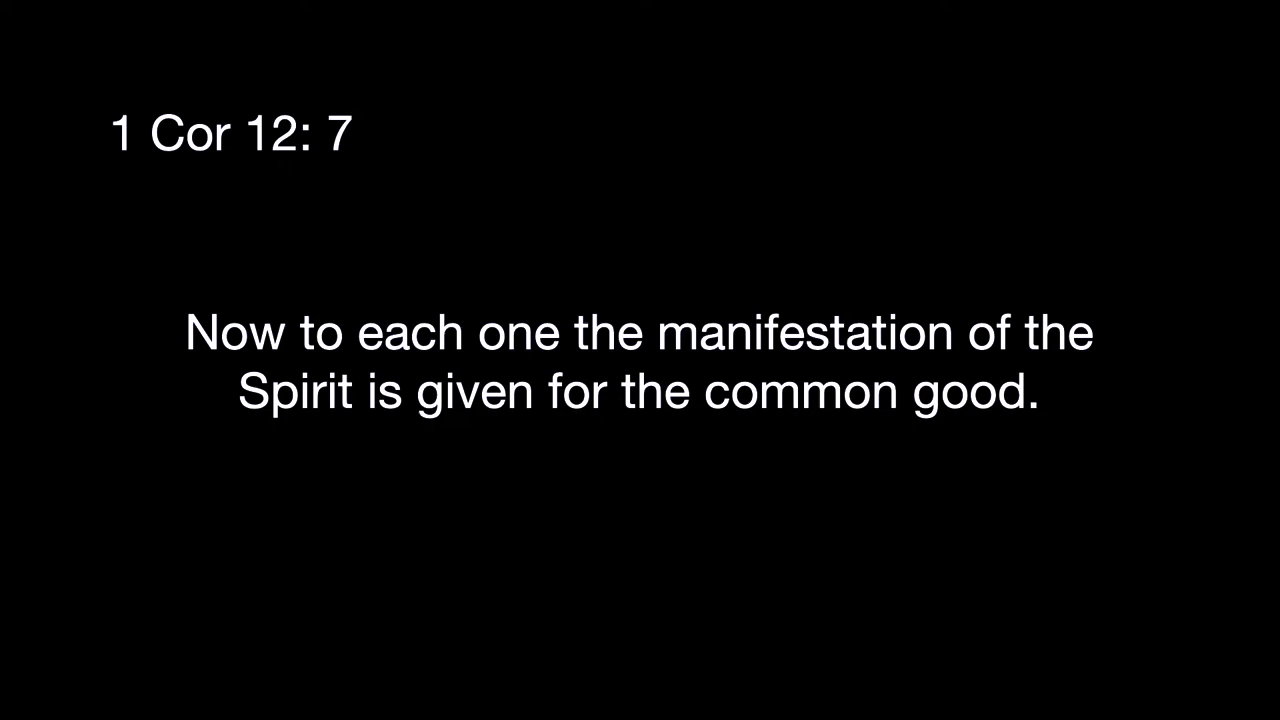 1 Cor 12: 7
Now to each one the manifestation of the
Spirit is given for the common good.